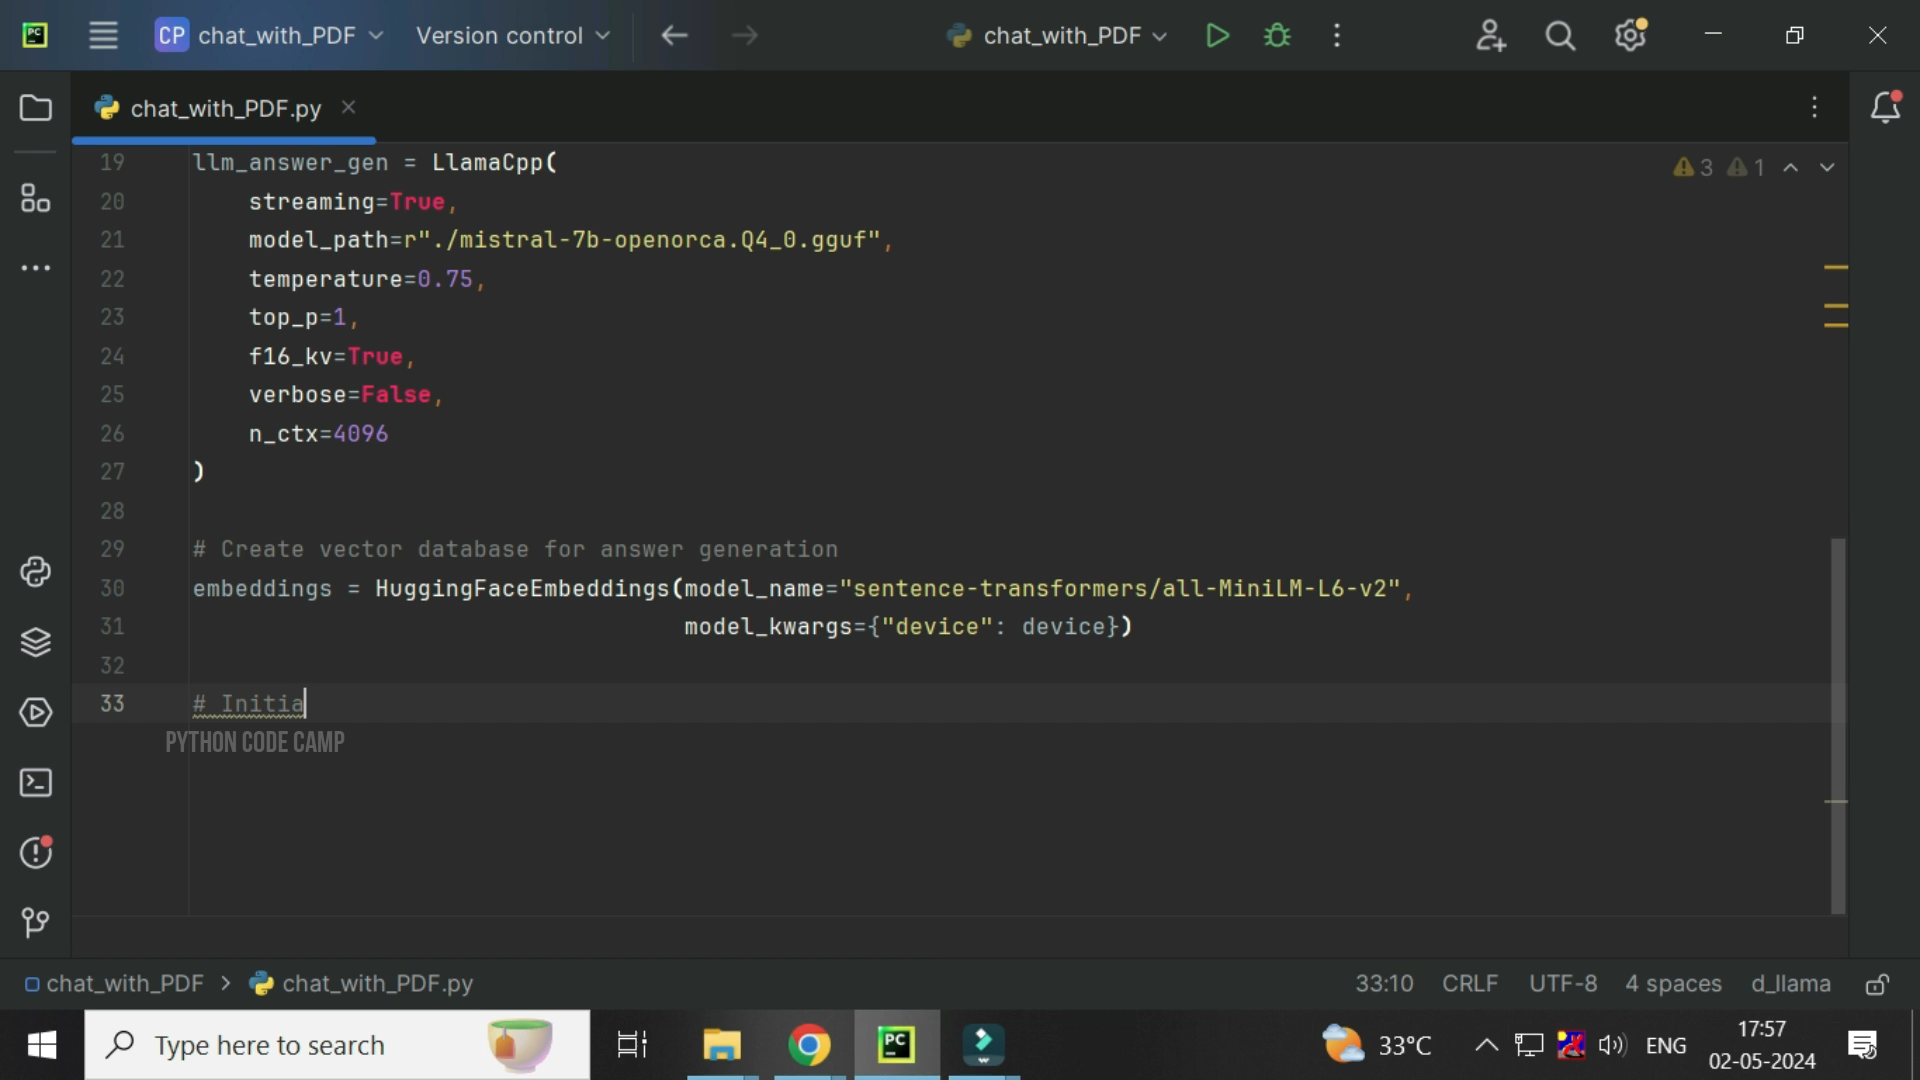 PC
CP chat_with_PDF
Version control
chat_with_PDF
chat_with_PDF.py
19 llm_answer_gen = LlamaCpp(
3 1
20 streaming=True,
21 model_path=r"./mistral-7b-openorca.Q4_0.gguf",
22 temperature=0.75,
23 top_p=1,
24 f16_kv=True,
25 verbose=False,
26 n_ctx=4096
27 )
28
29 # Create vector database for answer generation
30 embeddings = HuggingFaceEmbeddings(model_name="sentence-transformers/all-MiniLM-L6-v2",
31 model_kwargs={"device": device})
32
33 # Initia
PYTHON CODE CAMP
chat_with_PDF > chat_with_PDF.py
33:10 CRLF UTF-8 4 spaces d_llama
Type here to search
PC
33°C
ENG
17:57
02-05-2024